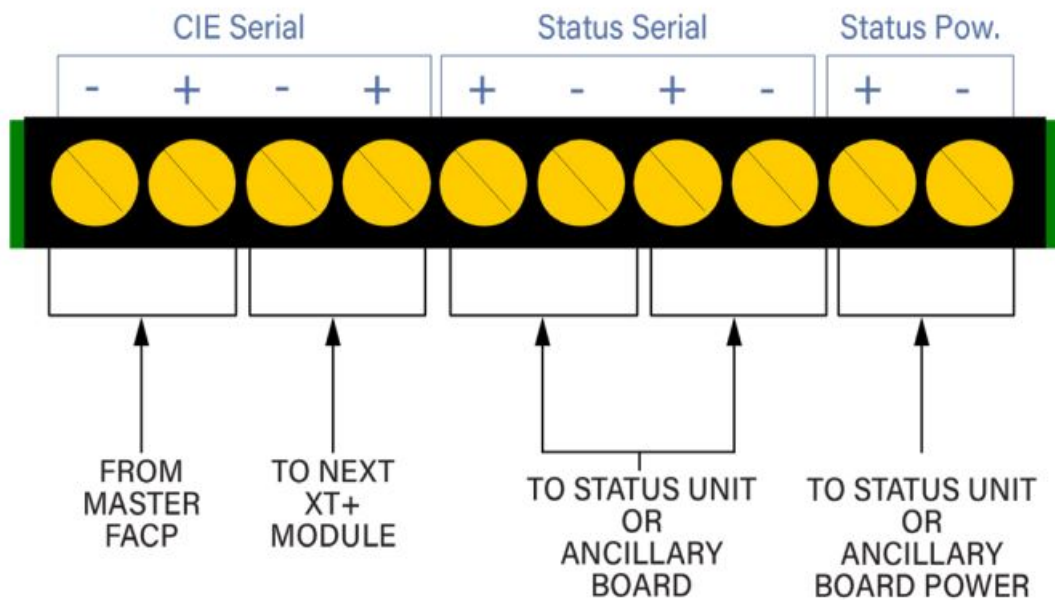 CIE Serial
Status Serial
Status Pow.
- + - + + - + - + -
FROM
MASTER
FACP
TO NEXT
XT+
MODULE
TO STATUS UNIT
OR
ANCILLARY
BOARD
TO STATUS UNIT
OR
ANCILLARY
BOARD POWER